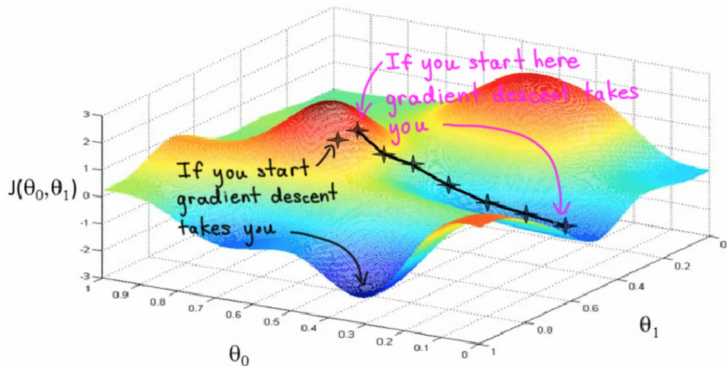 If you start here
gradient descent takes
you
If you start
gradient descent
takes you
J(θ₀,θ₁)
3
2
1
0
-1
-2
-3
1
0.9
0.8
0.7
0.6
0.5
0.4
0.3
0.2
0.1
0
θ₀
1
0.8
0.6
0.4
0.2
θ₁